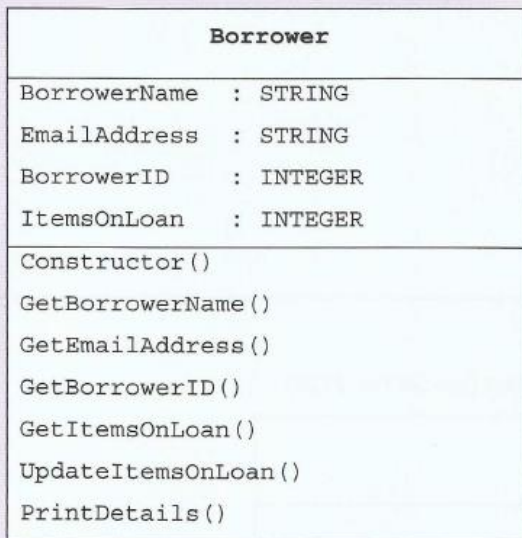 Borrower
BorrowerName : STRING
EmailAddress : STRING
BorrowerID : INTEGER
ItemsOnLoan : INTEGER
Constructor()
GetBorrowerName()
GetEmailAddress()
GetBorrowerID()
GetItemsOnLoan()
UpdateItemsOnLoan()
PrintDetails()